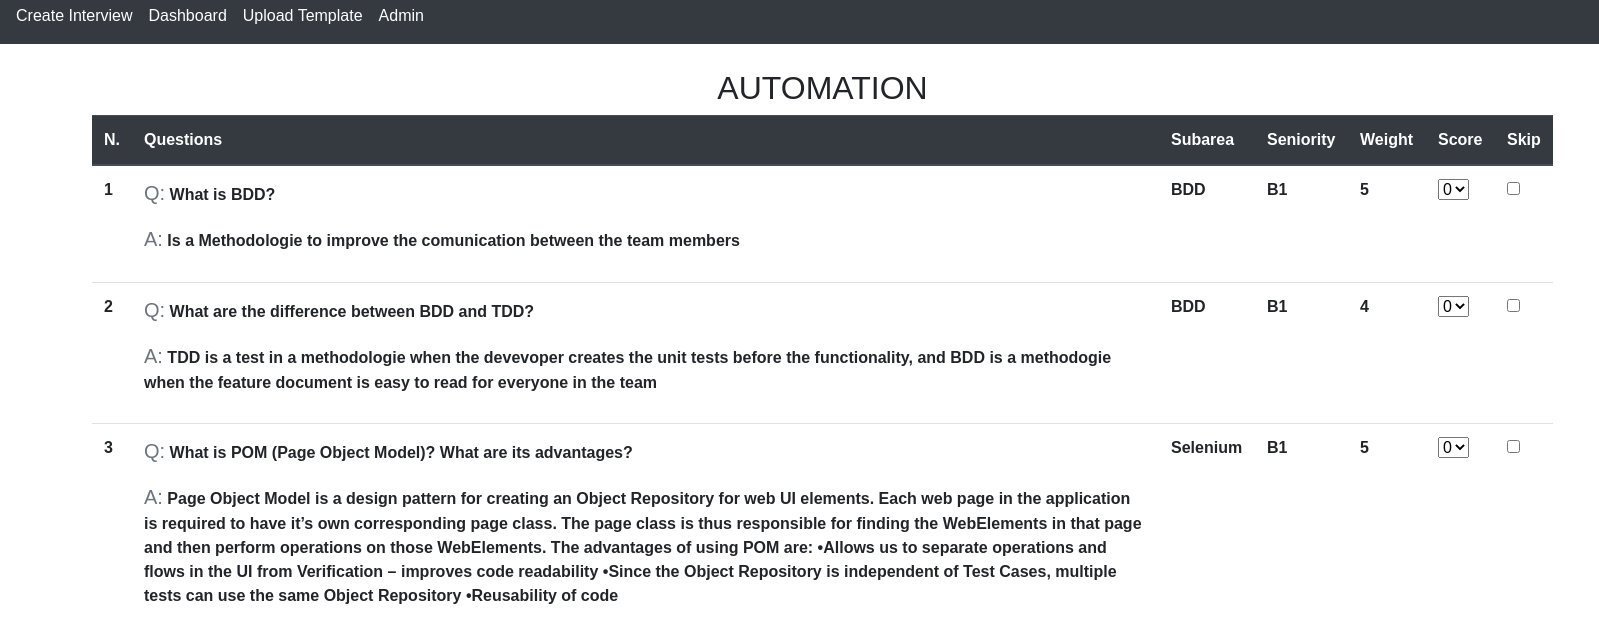 Create Interview Dashboard Upload Template Admin
AUTOMATION
N. Questions Subarea Seniority Weight Score Skip
1 Q: What is BDD? BDD B1 5 0
A: Is a Methodologie to improve the comunication between the team members
2 Q: What are the difference between BDD and TDD? BDD B1 4 0
A: TDD is a test in a methodologie when the devevoper creates the unit tests before the functionality, and BDD is a methodogie
when the feature document is easy to read for everyone in the team
3 Q: What is POM (Page Object Model)? What are its advantages? Selenium B1 5 0
A: Page Object Model is a design pattern for creating an Object Repository for web UI elements. Each web page in the application
is required to have it’s own corresponding page class. The page class is thus responsible for finding the WebElements in that page
and then perform operations on those WebElements. The advantages of using POM are: •Allows us to separate operations and
flows in the UI from Verification – improves code readability •Since the Object Repository is independent of Test Cases, multiple
tests can use the same Object Repository •Reusability of code